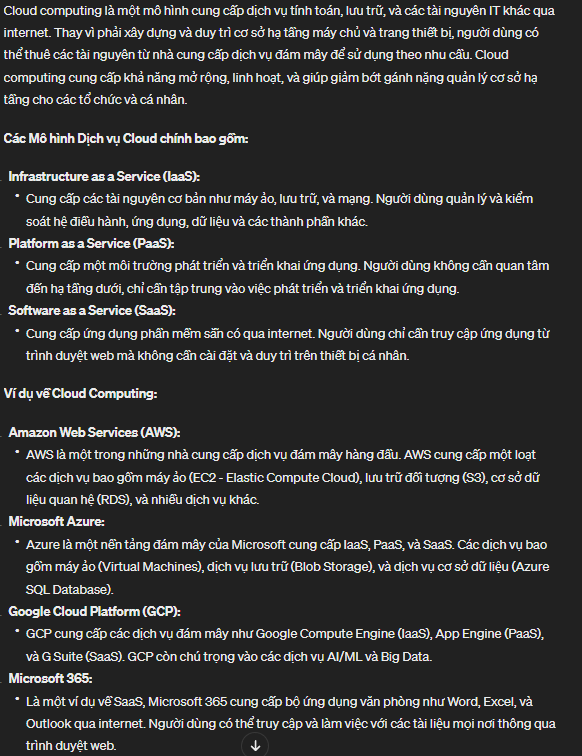 Cloud computing là một mô hình cung cấp dịch vụ tính toán, lưu trữ, và các tài nguyên IT khác qua
internet. Thay vì phải xây dựng và duy trì cơ sở hạ tầng máy chủ và trang thiết bị, người dùng có
thể thuê các tài nguyên từ nhà cung cấp dịch vụ đám mây để sử dụng theo nhu cầu. Cloud
computing cung cấp khả năng mở rộng, linh hoạt, và giúp giảm bớt gánh nặng quản lý cơ sở hạ
tầng cho các tổ chức và cá nhân.
Các Mô hình Dịch vụ Cloud chính bao gồm:
Infrastructure as a Service (IaaS):
• Cung cấp các tài nguyên cơ bản như máy ảo, lưu trữ, và mạng. Người dùng quản lý và kiểm
soát hệ điều hành, ứng dụng, dữ liệu và các thành phần khác.
Platform as a Service (PaaS):
• Cung cấp một môi trường phát triển và triển khai ứng dụng. Người dùng không cần quan tâm
đến hạ tầng dưới, chỉ cần tập trung vào việc phát triển và triển khai ứng dụng.
Software as a Service (SaaS):
• Cung cấp ứng dụng phần mềm sẵn có qua internet. Người dùng chỉ cần truy cập ứng dụng từ
trình duyệt web mà không cần cài đặt và duy trì trên thiết bị cá nhân.
Ví dụ về Cloud Computing:
Amazon Web Services (AWS):
• AWS là một trong những nhà cung cấp dịch vụ đám mây hàng đầu. AWS cung cấp một loạt
các dịch vụ bao gồm máy ảo (EC2 - Elastic Compute Cloud), lưu trữ đối tượng (S3), cơ sở dữ
liệu quan hệ (RDS), và nhiều dịch vụ khác.
Microsoft Azure:
• Azure là một nền tảng đám mây của Microsoft cung cấp IaaS, PaaS, và SaaS. Các dịch vụ bao
gồm máy ảo (Virtual Machines), dịch vụ lưu trữ (Blob Storage), và dịch vụ cơ sở dữ liệu (Azure
SQL Database).
Google Cloud Platform (GCP):
• GCP cung cấp các dịch vụ đám mây như Google Compute Engine (IaaS), App Engine (PaaS),
và G Suite (SaaS). GCP còn chú trọng vào các dịch vụ AI/ML và Big Data.
Microsoft 365:
• Là một ví dụ về SaaS, Microsoft 365 cung cấp bộ ứng dụng văn phòng như Word, Excel, và
Outlook qua internet. Người dùng có thể truy cập và làm việc với các tài liệu mọi nơi thông qua
trình duyệt web.